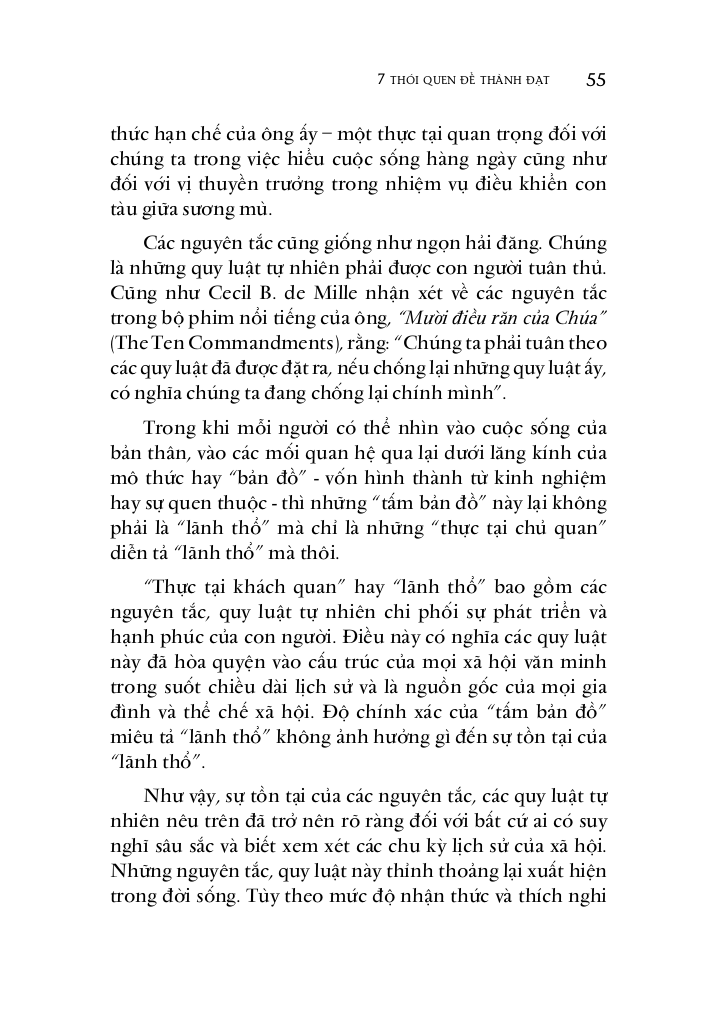 7 THÓI QUEN ĐỂ THÀNH ĐẠT 55
thức hạn chế của ông ấy – một thực tại quan trọng đối với
chúng ta trong việc hiểu cuộc sống hàng ngày cũng như
đối với vị thuyền trưởng trong nhiệm vụ điều khiển con
tàu giữa sương mù.
Các nguyên tắc cũng giống như ngọn hải đăng. Chúng
là những quy luật tự nhiên phải được con người tuân thủ.
Cũng như Cecil B. de Mille nhận xét về các nguyên tắc
trong bộ phim nổi tiếng của ông, “Mười điều răn của Chúa”
(The Ten Commandments), rằng: “Chúng ta phải tuân theo
các quy luật đã được đặt ra, nếu chống lại những quy luật ấy,
có nghĩa chúng ta đang chống lại chính mình”.
Trong khi mỗi người có thể nhìn vào cuộc sống của
bản thân, vào các mối quan hệ qua lại dưới lăng kính của
mô thức hay “bản đồ” - vốn hình thành từ kinh nghiệm
hay sự quen thuộc - thì những “tấm bản đồ” này lại không
phải là “lãnh thổ” mà chỉ là những “thực tại chủ quan”
diễn tả “lãnh thổ” mà thôi.
“Thực tại khách quan” hay “lãnh thổ” bao gồm các
nguyên tắc, quy luật tự nhiên chi phối sự phát triển và
hạnh phúc của con người. Điều này có nghĩa các quy luật
này đã hòa quyện vào cấu trúc của mọi xã hội văn minh
trong suốt chiều dài lịch sử và là nguồn gốc của mọi gia
đình và thể chế xã hội. Độ chính xác của “tấm bản đồ”
miêu tả “lãnh thổ” không ảnh hưởng gì đến sự tồn tại của
“lãnh thổ”.
Như vậy, sự tồn tại của các nguyên tắc, các quy luật tự
nhiên nêu trên đã trở nên rõ ràng đối với bất cứ ai có suy
nghĩ sâu sắc và biết xem xét các chu kỳ lịch sử của xã hội.
Những nguyên tắc, quy luật này thỉnh thoảng lại xuất hiện
trong đời sống. Tùy theo mức độ nhận thức và thích nghi